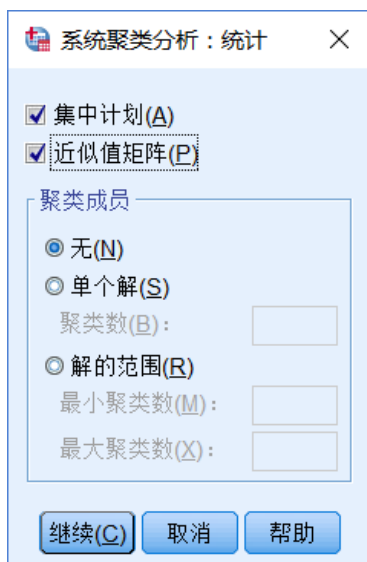 系统聚类分析：统计
集中计划(A)
近似值矩阵(P)
聚类成员
无(N)
单个解(S)
聚类数(B)：
解的范围(R)
最小聚类数(M)：
最大聚类数(X)：
继续(C) 取消 帮助